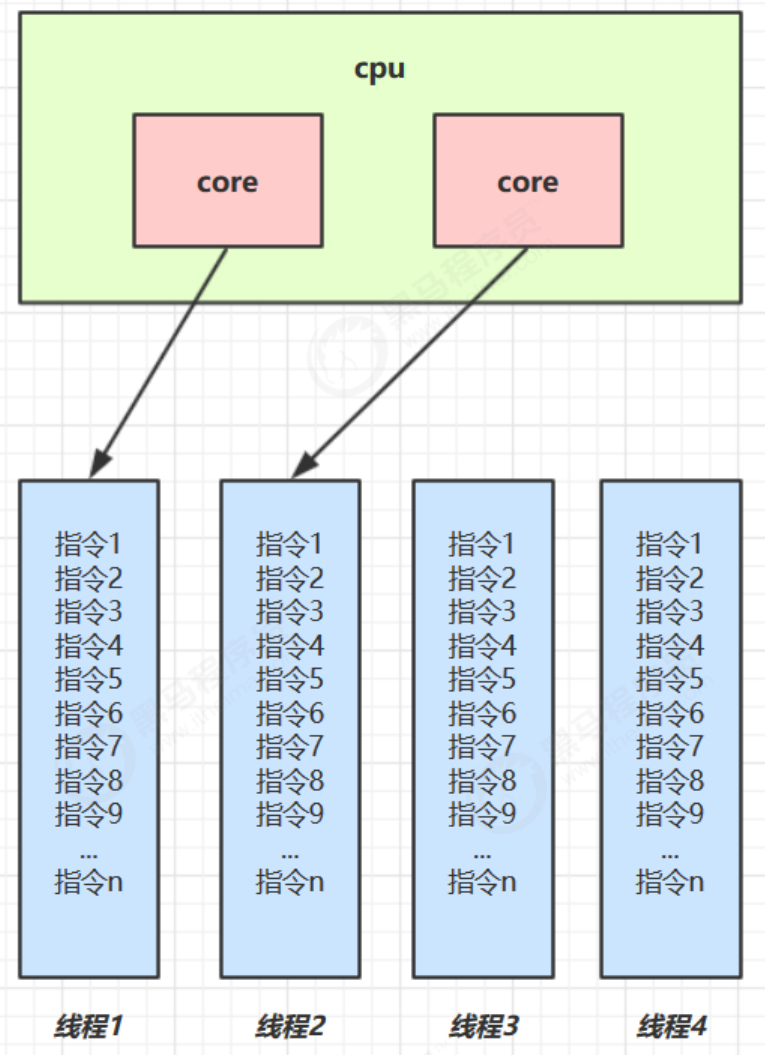 cpu
core core
指令1 指令1 指令1 指令1
指令2 指令2 指令2 指令2
指令3 指令3 指令3 指令3
指令4 指令4 指令4 指令4
指令5 指令5 指令5 指令5
指令6 指令6 指令6 指令6
指令7 指令7 指令7 指令7
指令8 指令8 指令8 指令8
指令9 指令9 指令9 指令9
... ... ... ...
指令n 指令n 指令n 指令n
线程1 线程2 线程3 线程4
黑马程序员